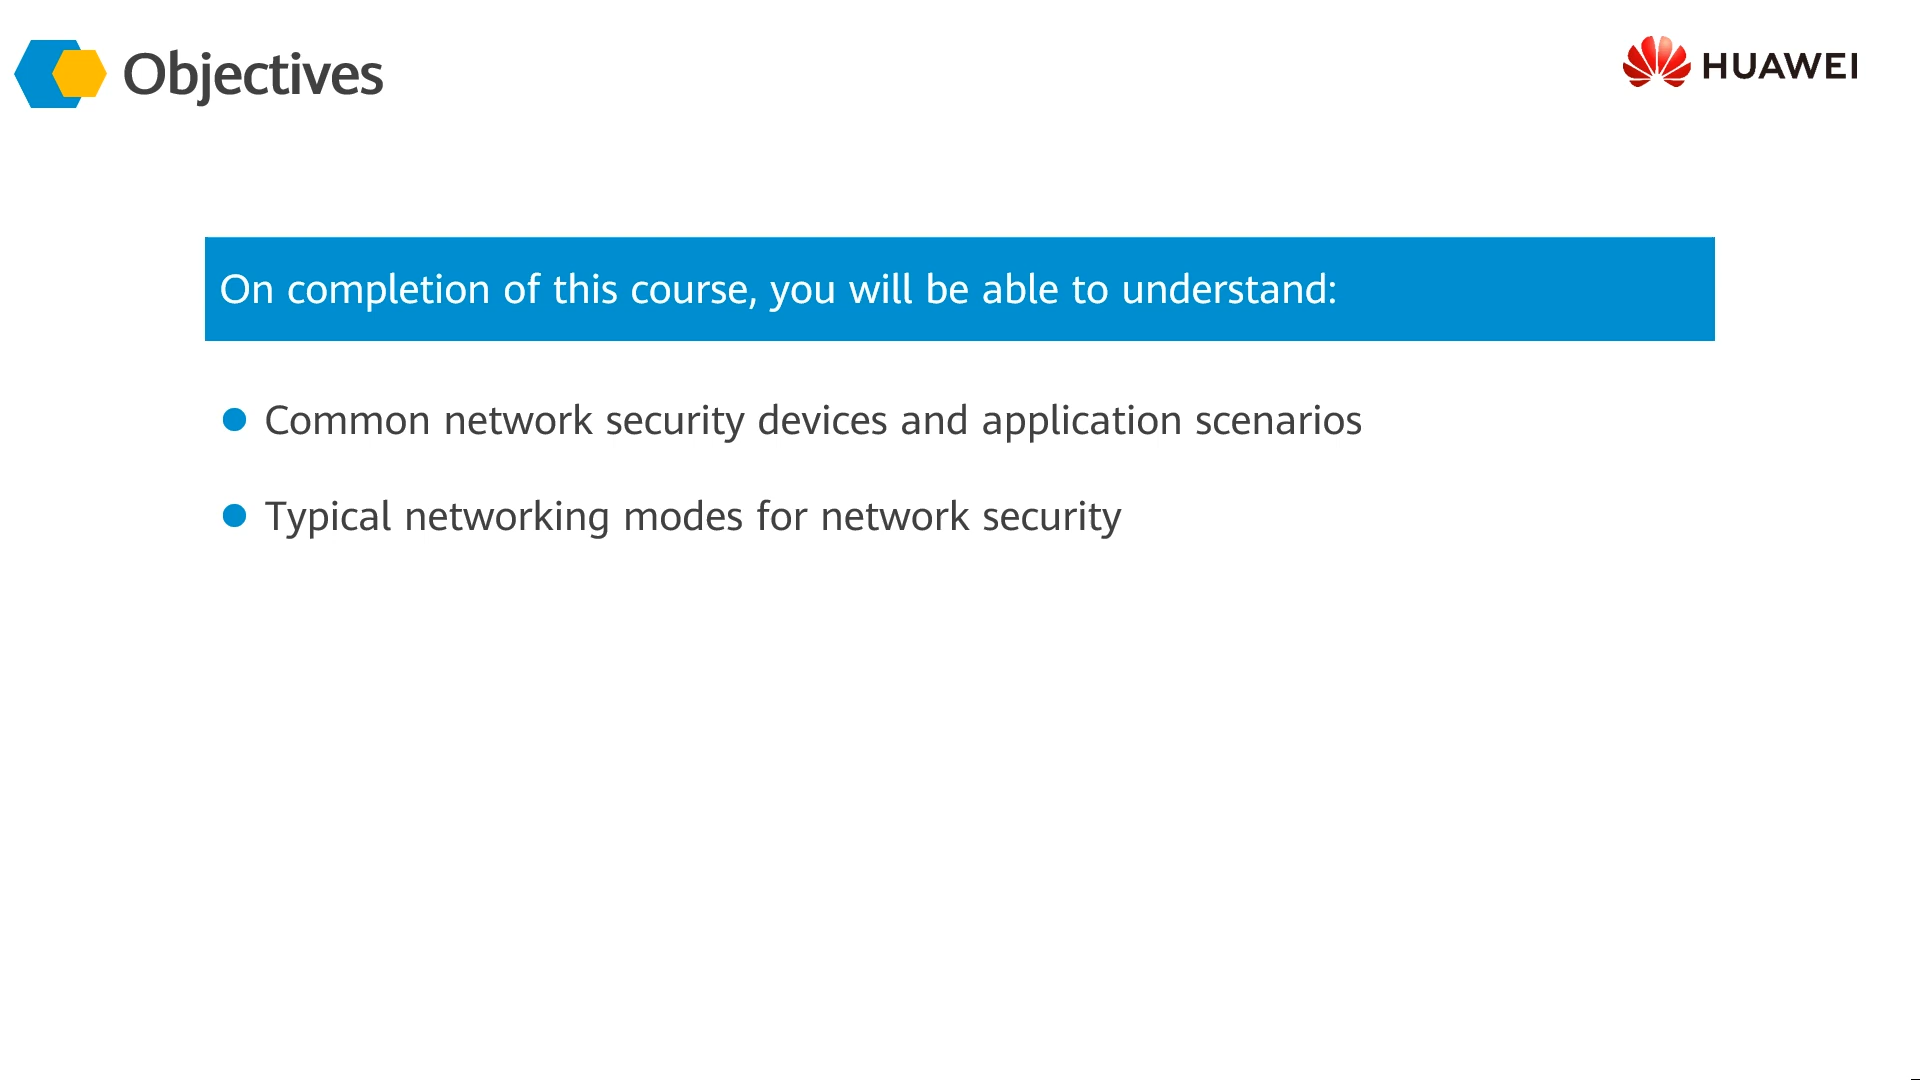 Objectives
HUAWEI
On completion of this course, you will be able to understand:
Common network security devices and application scenarios
Typical networking modes for network security